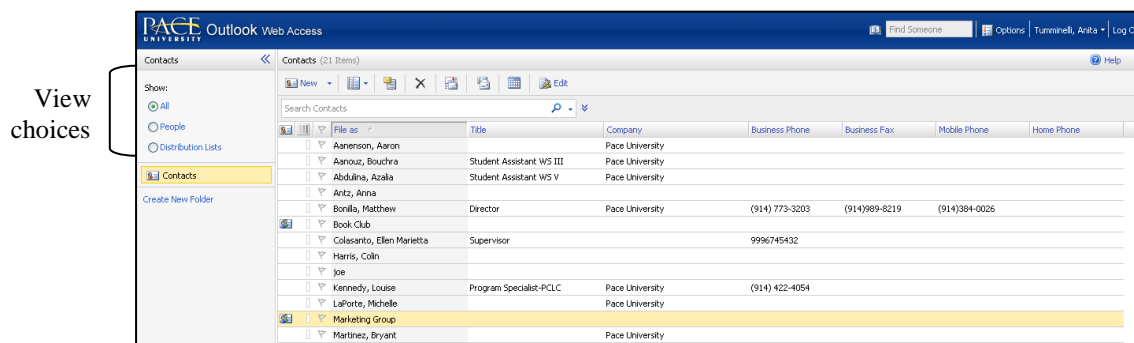 PACE UNIVERSITY Outlook Web Access Find Someone Options Tumminelli, Anita Log O
Contacts « Contacts (21 Items) Help
View choices
Show:
All
People
Distribution Lists
Contacts
Create New Folder
New Edit
Search Contacts
File as Title Company Business Phone Business Fax Mobile Phone Home Phone
Aanenson, Aaron Pace University
Aanouz, Bouchra Student Assistant WS III Pace University
Abdulina, Azalia Student Assistant WS V Pace University
Antz, Anna
Bonilla, Matthew Director Pace University (914) 773-3203 (914)989-8219 (914)384-0026
Book Club
Colasanto, Ellen Marietta Supervisor 9996745432
Harris, Colin
joe
Kennedy, Louise Program Specialist-PCLC Pace University (914) 422-4054
LaPorte, Michelle Pace University
Marketing Group
Martinez, Bryant Pace University